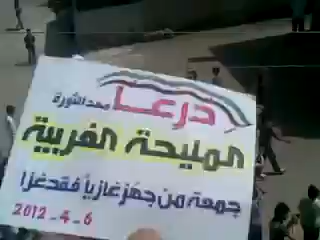 درعا مهد الثورة
المليحة الغربية
جمعة من جهز غازياً فقد غزا
2012-4-6